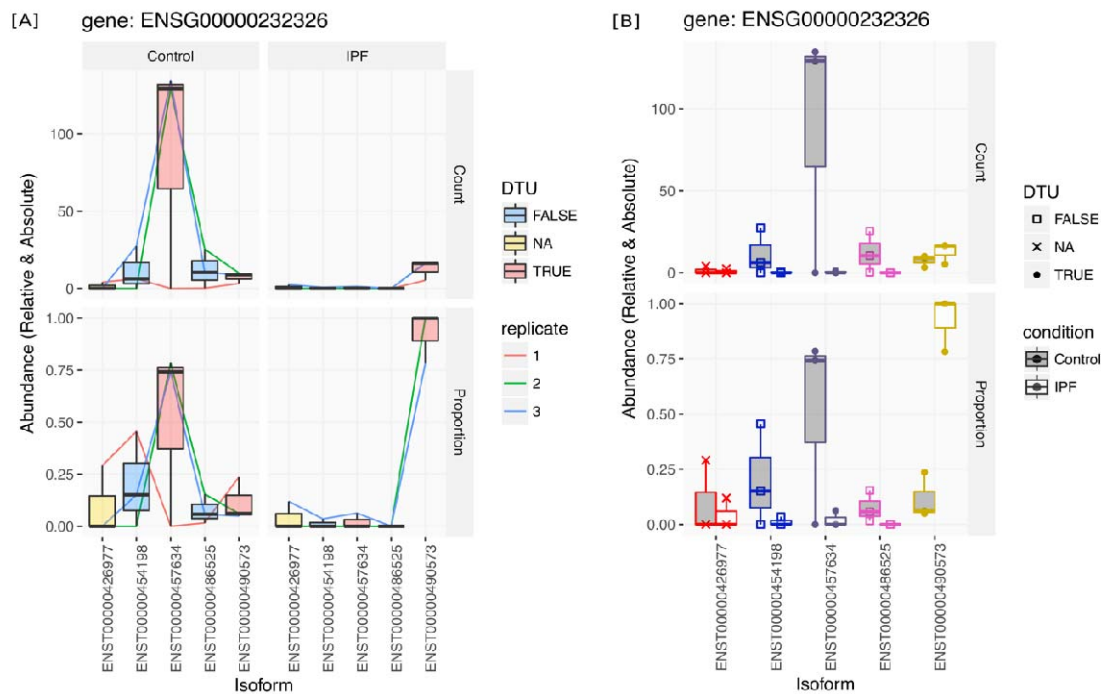 [A] gene: ENSG00000232326
Control IPF
Abundance (Relative & Absolute)
100
50
0
Count
1.00
0.75
0.50
0.25
0.00
Proportion
ENST00000426977
ENST00000454198
ENST00000457634
ENST00000486525
ENST00000490573
ENST00000426977
ENST00000454198
ENST00000457634
ENST00000486525
ENST00000490573
Isoform
DTU
FALSE
NA
TRUE
replicate
1
2
3
[B] gene: ENSG00000232326
Abundance (Relative & Absolute)
100
50
0
Count
1.00
0.75
0.50
0.25
0.00
Proportion
ENST00000426977
ENST00000454198
ENST00000457634
ENST00000486525
ENST00000490573
Isoform
DTU
FALSE
NA
TRUE
condition
Control
IPF